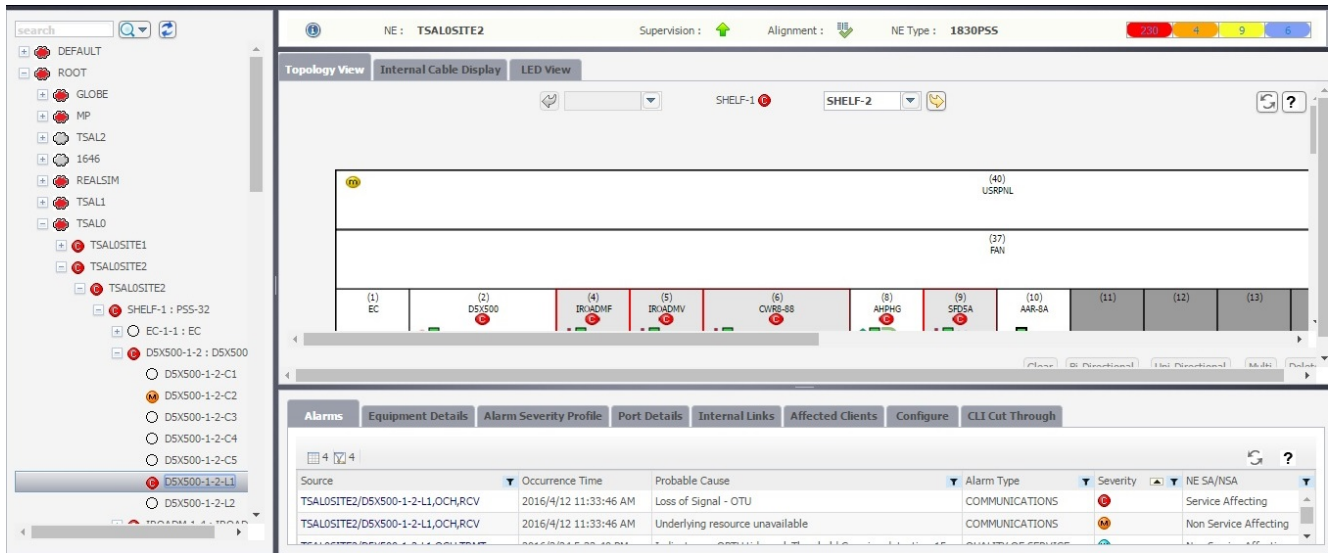 search
DEFAULT
ROOT
GLOBE
MP
TSAL2
1646
REALSIM
TSAL1
TSAL0
TSAL0SITE1
TSAL0SITE2
TSAL0SITE2
SHELF-1 : PSS-32
EC-1-1 : EC
D5X500-1-2 : D5X500
D5X500-1-2-C1
D5X500-1-2-C2
D5X500-1-2-C3
D5X500-1-2-C4
D5X500-1-2-C5
D5X500-1-2-L1
D5X500-1-2-L2
NE : TSAL0SITE2 Supervision : Alignment : NE Type : 1830PSS 230 4 9 6
Topology View Internal Cable Display LED View
SHELF-1 C SHELF-2 ?
m (40)
USRPNL
(37)
FAN
(1) (2) (4) (5) (6) (8) (9) (10) (11) (12) (13)
EC D5X500 IROADMF IROADMV CWR8-88 AHPHG SFD5A AAR-8A
Clear Bi-Directional Uni-Directional Multi
Alarms Equipment Details Alarm Severity Profile Port Details Internal Links Affected Clients Configure CLI Cut Through
4 4 ?
Source Occurrence Time Probable Cause Alarm Type Severity NE SA/NSA
TSAL0SITE2/D5X500-1-2-L1,OCH,RCV 2016/4/12 11:33:46 AM Loss of Signal - OTU COMMUNICATIONS C Service Affecting
TSAL0SITE2/D5X500-1-2-L1,OCH,RCV 2016/4/12 11:33:46 AM Underlying resource unavailable COMMUNICATIONS M Non Service Affecting